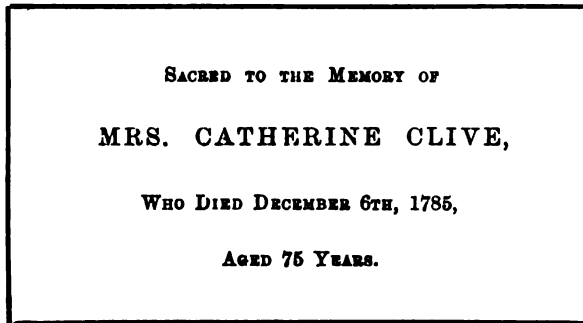 Sacred to the Memory of
MRS. CATHERINE CLIVE,
Who Died December 6th, 1785,
Aged 75 Years.